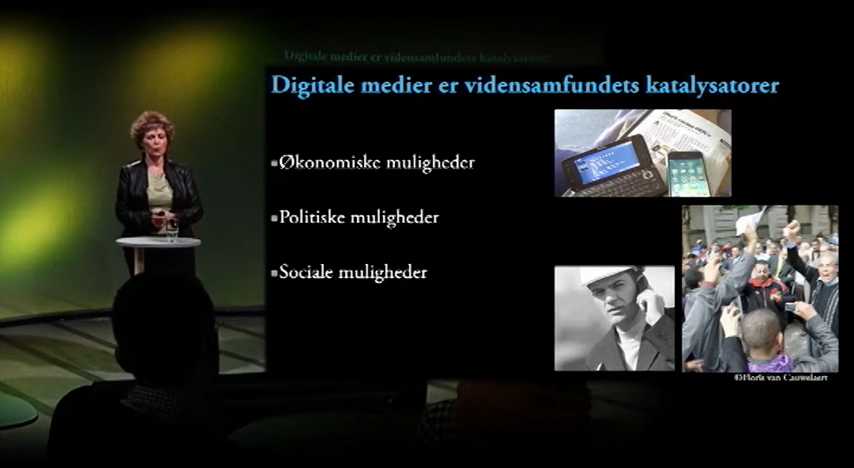 Digitale medier er vidensamfundets katalysatorer
Digitale medier er vidensamfundets katalysatorer
Økonomiske muligheder
Politiske muligheder
Sociale muligheder
©Floris van Cauwelaert